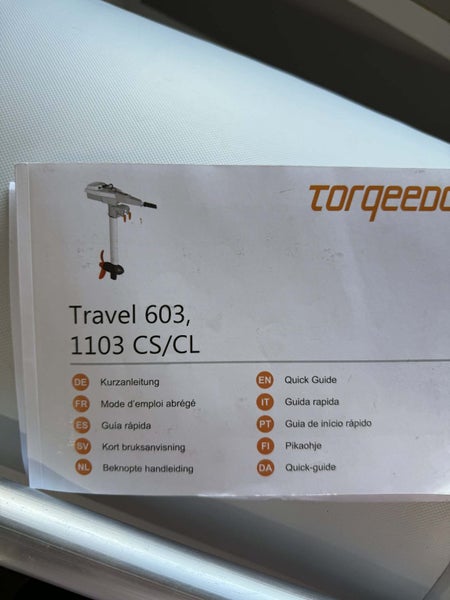 Torqeedo
Travel 603,
1103 CS/CL
DE Kurzanleitung
FR Mode d'emploi abrégé
ES Guía rápida
SV Kort bruksanvisning
NL Beknopte handleiding
EN Quick Guide
IT Guida rapida
PT Guia de início rápido
FI Pikaohje
DA Quick-guide